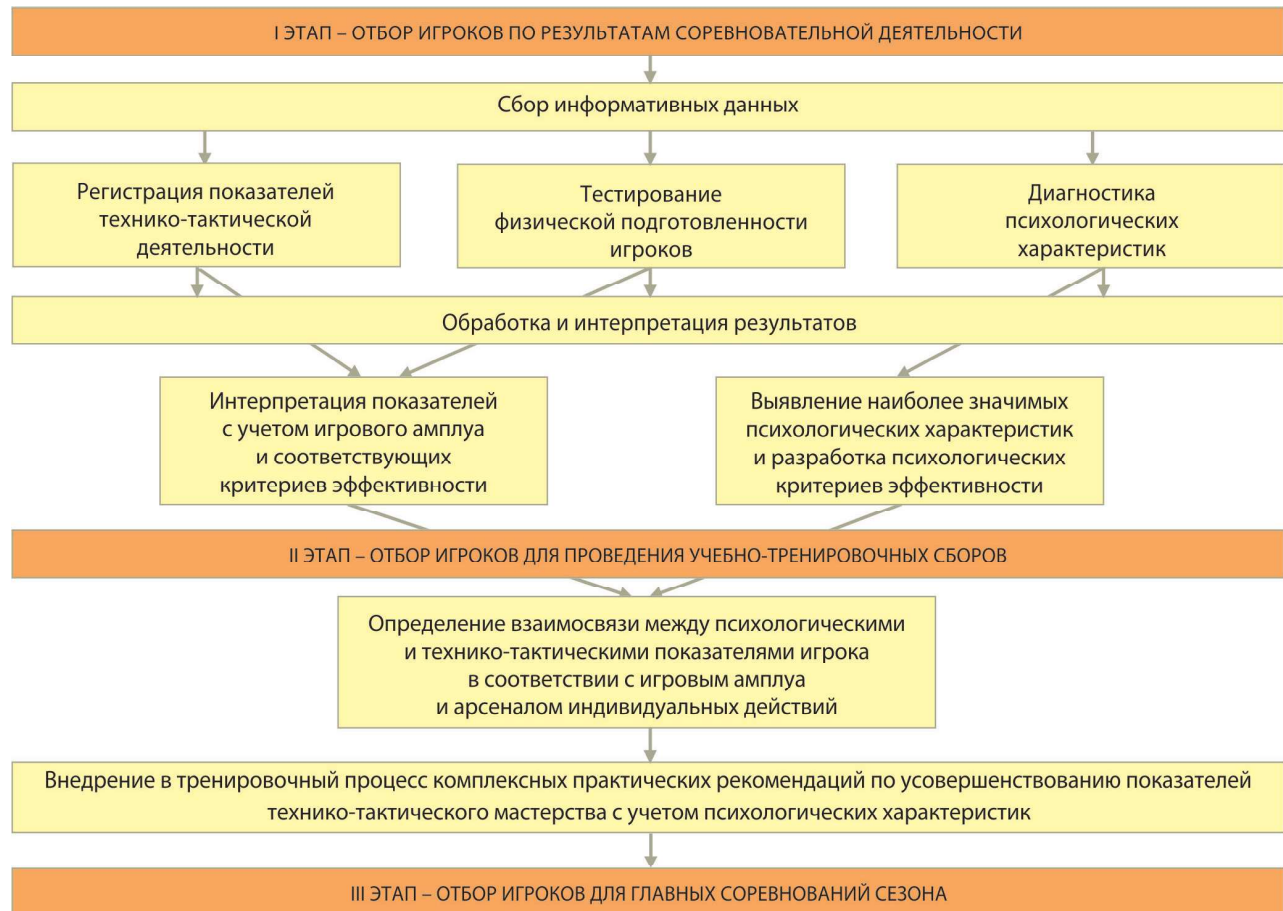 I ЭТАП – ОТБОР ИГРОКОВ ПО РЕЗУЛЬТАТАМ СОРЕВНОВАТЕЛЬНОЙ ДЕЯТЕЛЬНОСТИ
Сбор информативных данных
Регистрация показателей
технико-тактической
деятельности
Тестирование
физической подготовленности
игроков
Диагностика
психологических
характеристик
Обработка и интерпретация результатов
Интерпретация показателей
с учетом игрового амплуа
и соответствующих
критериев эффективности
Выявление наиболее значимых
психологических характеристик
и разработка психологических
критериев эффективности
II ЭТАП – ОТБОР ИГРОКОВ ДЛЯ ПРОВЕДЕНИЯ УЧЕБНО-ТРЕНИРОВОЧНЫХ СБОРОВ
Определение взаимосвязи между психологическими
и технико-тактическими показателями игрока
в соответствии с игровым амплуа
и арсеналом индивидуальных действий
Внедрение в тренировочный процесс комплексных практических рекомендаций по усовершенствованию показателей
технико-тактического мастерства с учетом психологических характеристик
III ЭТАП – ОТБОР ИГРОКОВ ДЛЯ ГЛАВНЫХ СОРЕВНОВАНИЙ СЕЗОНА